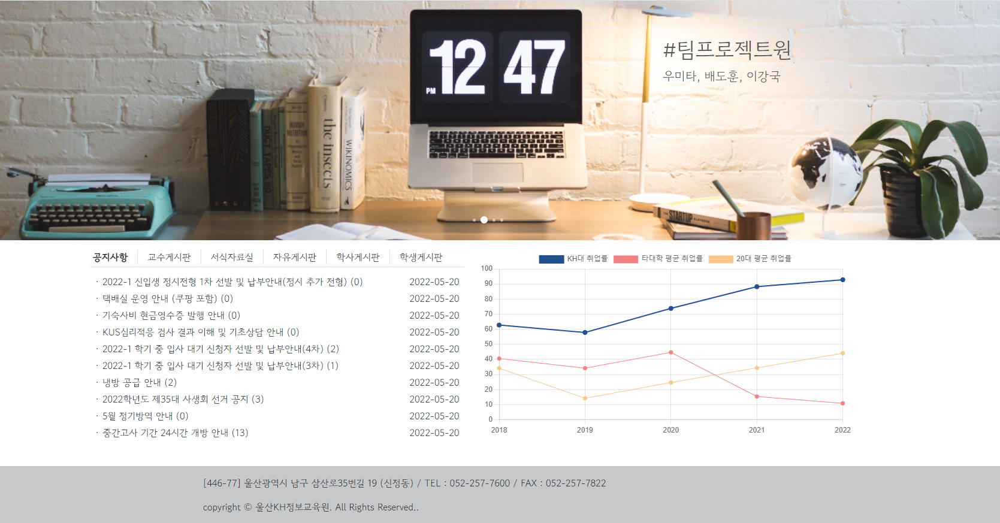 12 47
PM
#팀프로젝트원
우미타, 배도훈, 이강국
DUCT TAPES
HUMAN NUTRITION
the insects
WIKINOMICS
THE STARTUP PLAYBOOK
공지사항 교수게시판 서식자료실 자유게시판 학사게시판 학생게시판
· 2022-1 신입생 정시전형 1차 선발 및 납부안내(정시 추가 전형) (0) 2022-05-20
· 택배실 운영 안내 (쿠팡 포함) (0) 2022-05-20
· 기숙사비 현금영수증 발행 안내 (0) 2022-05-20
· KUS심리적응 검사 결과 이해 및 기초상담 안내 (0) 2022-05-20
· 2022-1 학기 중 입사 대기 신청자 선발 및 납부안내(4차) (2) 2022-05-20
· 2022-1 학기 중 입사 대기 신청자 선발 및 납부안내(3차) (1) 2022-05-20
· 냉방 공급 안내 (2) 2022-05-20
· 2022학년도 제35대 사생회 선거 공지 (3) 2022-05-20
· 5월 정기방역 안내 (0) 2022-05-20
· 중간고사 기간 24시간 개방 안내 (13) 2022-05-20
KH대 취업률 타대학 평균 취업률 20대 평균 취업률
100
90
80
70
60
50
40
30
20
10
0
2018 2019 2020 2021 2022
[446-77] 울산광역시 남구 삼산로35번길 19 (신정동) / TEL : 052-257-7600 / FAX : 052-257-7822
copyright © 울산KH정보교육원. All Rights Reserved..